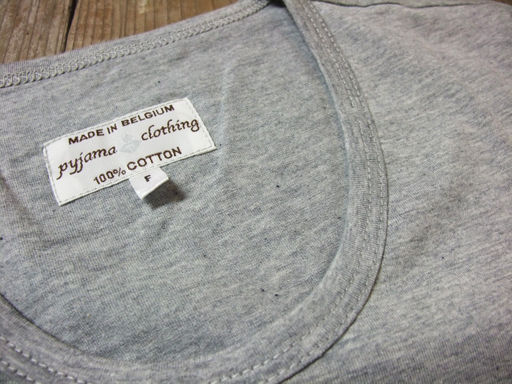 MADE IN BELGIUM
pyjama clothing
100% COTTON
F